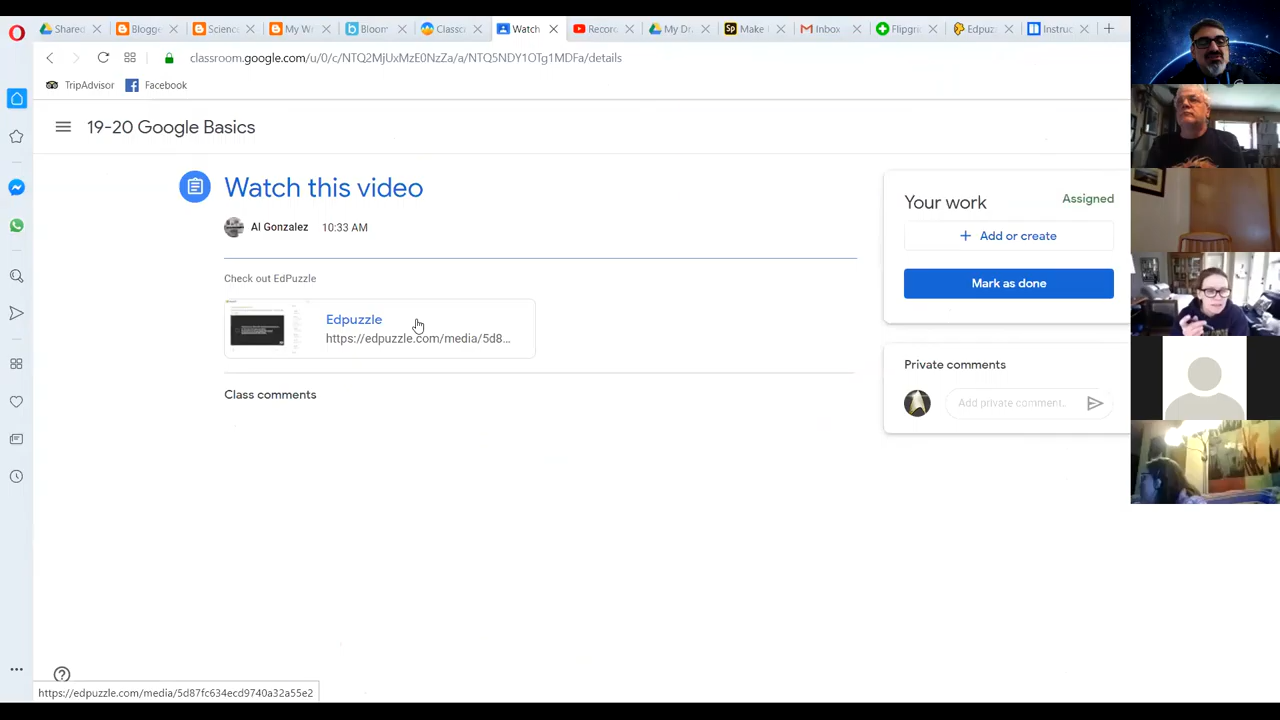 Shared
Blogge
Scienc
My W
Bloom
Classc
Watch
Recorc
My Dr
Make
Inbox
Flipgri
Edpuz
Instruc
classroom.google.com/u/0/c/NTQ2MjUxMzE0NzZa/a/NTQ5NDY1OTg1MDFa/details
TripAdvisor
Facebook
19-20 Google Basics
Watch this video
Al Gonzalez 10:33 AM
Check out EdPuzzle
Edpuzzle
https://edpuzzle.com/media/5d8...
Class comments
Your work
Assigned
+ Add or create
Mark as done
Private comments
Add private comment...
https://edpuzzle.com/media/5d87fc634ecd9740a32a55e2